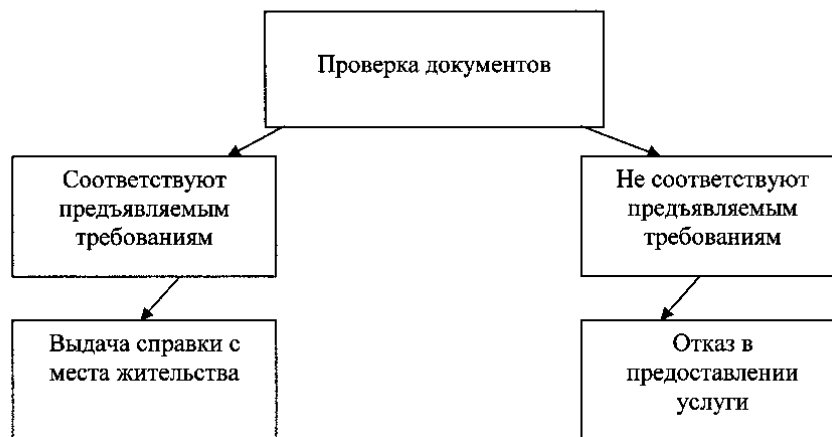 Проверка документов
Соответствуют
предъявляемым
требованиям
Не соответствуют
предъявляемым
требованиям
Выдача справки с
места жительства
Отказ в
предоставлении
услуги